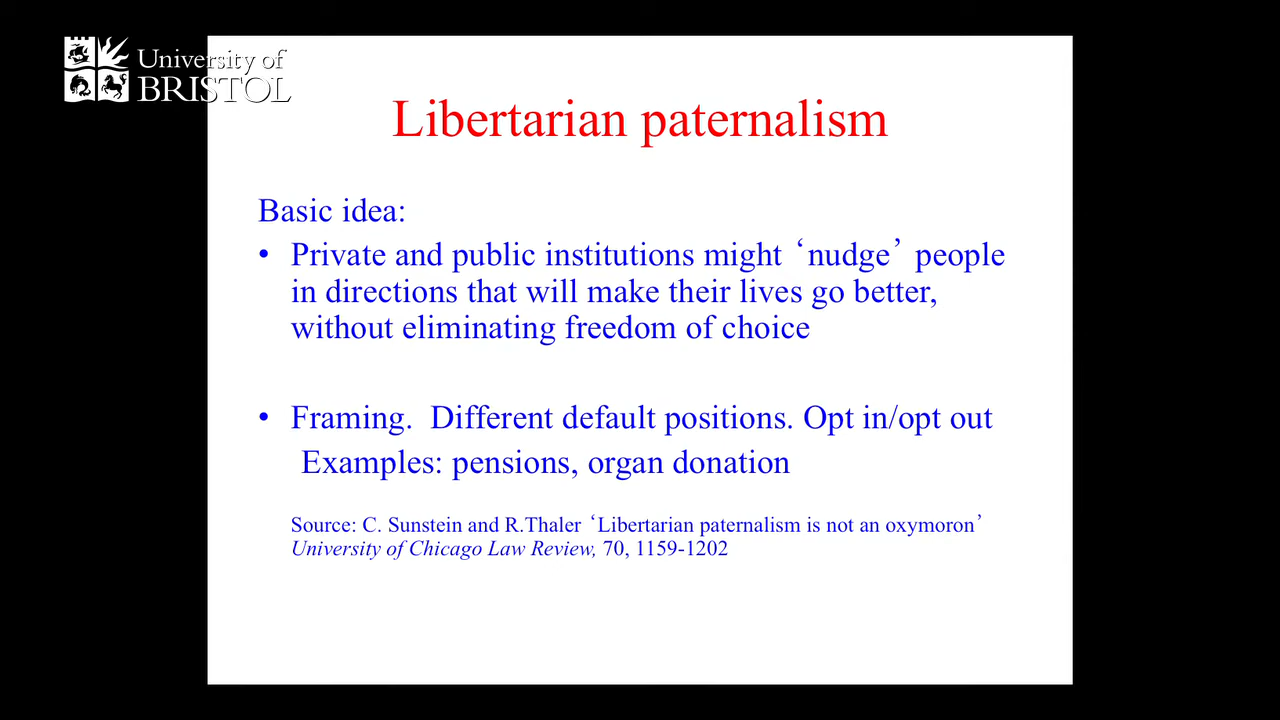 University of
BRISTOL
Libertarian paternalism
Basic idea:
• Private and public institutions might ‘nudge’ people
in directions that will make their lives go better,
without eliminating freedom of choice
• Framing.  Different default positions. Opt in/opt out
Examples: pensions, organ donation
Source: C. Sunstein and R.Thaler ‘Libertarian paternalism is not an oxymoron’
University of Chicago Law Review, 70, 1159-1202